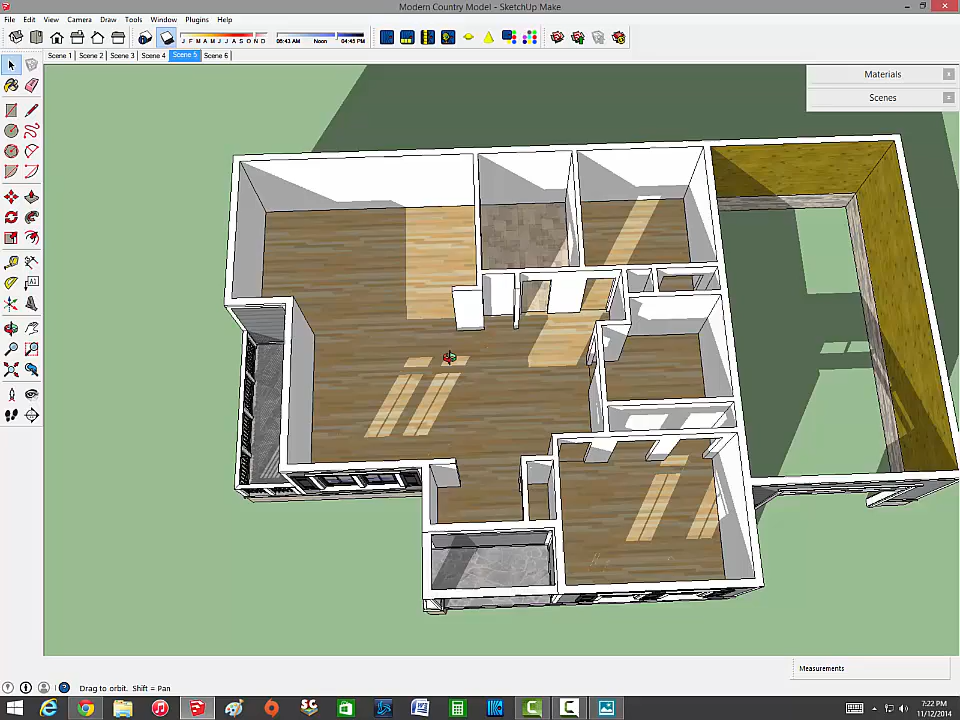 Modern Country Model - SketchUp Make
File Edit View Camera Draw Tools Window Plugins Help
J F M A M J J A S O N D
06:43 AM Noon 04:45 PM
Scene 1 Scene 2 Scene 3 Scene 4 Scene 5 Scene 6
Materials
Scenes
A1
Measurements
Drag to orbit. Shift = Pan
SC
7:22 PM
11/12/2014